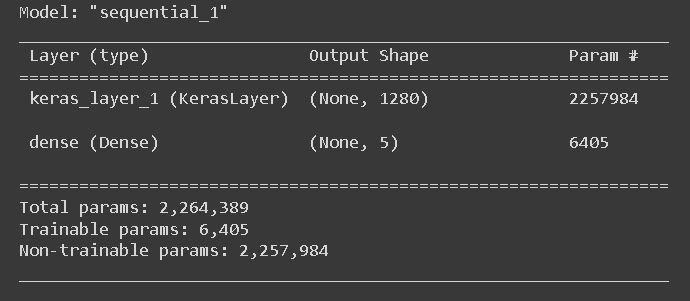 Model: "sequential_1"
Layer (type) Output Shape Param #
keras_layer_1 (KerasLayer) (None, 1280) 2257984
dense (Dense) (None, 5) 6405
Total params: 2,264,389
Trainable params: 6,405
Non-trainable params: 2,257,984